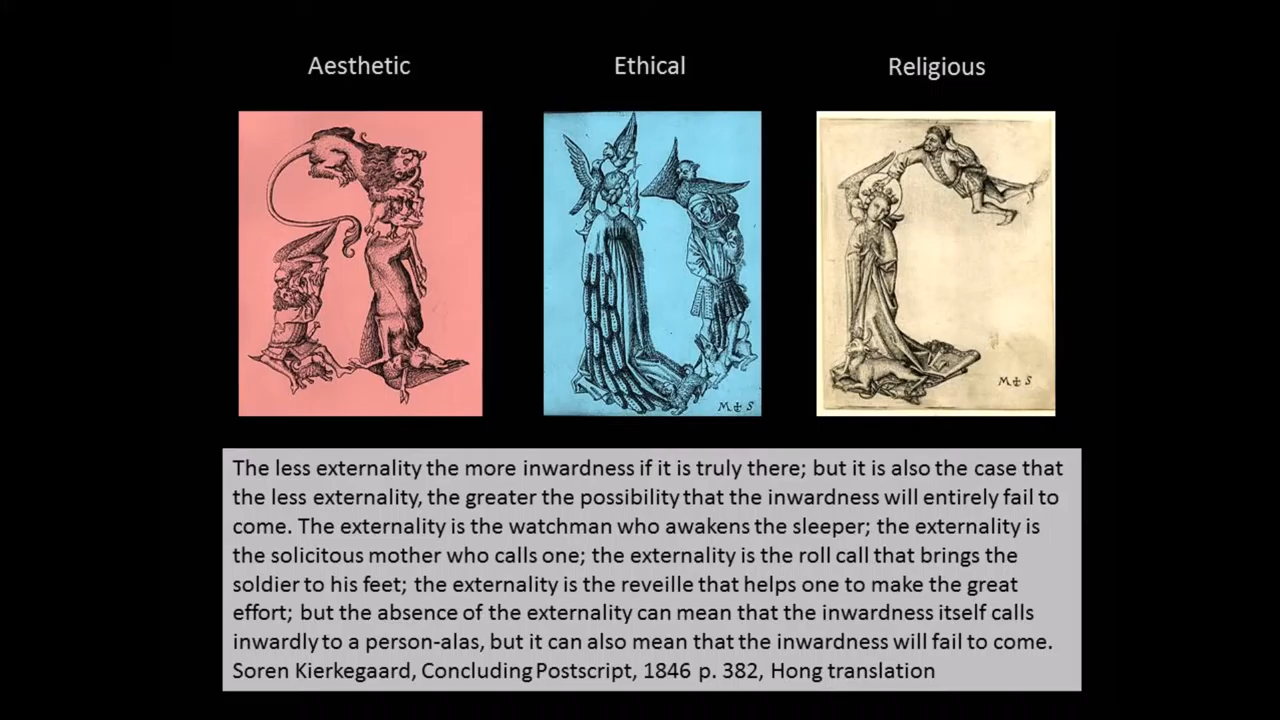 Aesthetic
Ethical
Religious
M S
M S
The less externality the more inwardness if it is truly there; but it is also the case that
the less externality, the greater the possibility that the inwardness will entirely fail to
come. The externality is the watchman who awakens the sleeper; the externality is
the solicitous mother who calls one; the externality is the roll call that brings the
soldier to his feet; the externality is the reveille that helps one to make the great
effort; but the absence of the externality can mean that the inwardness itself calls
inwardly to a person-alas, but it can also mean that the inwardness will fail to come.
Soren Kierkegaard, Concluding Postscript, 1846 p. 382, Hong translation